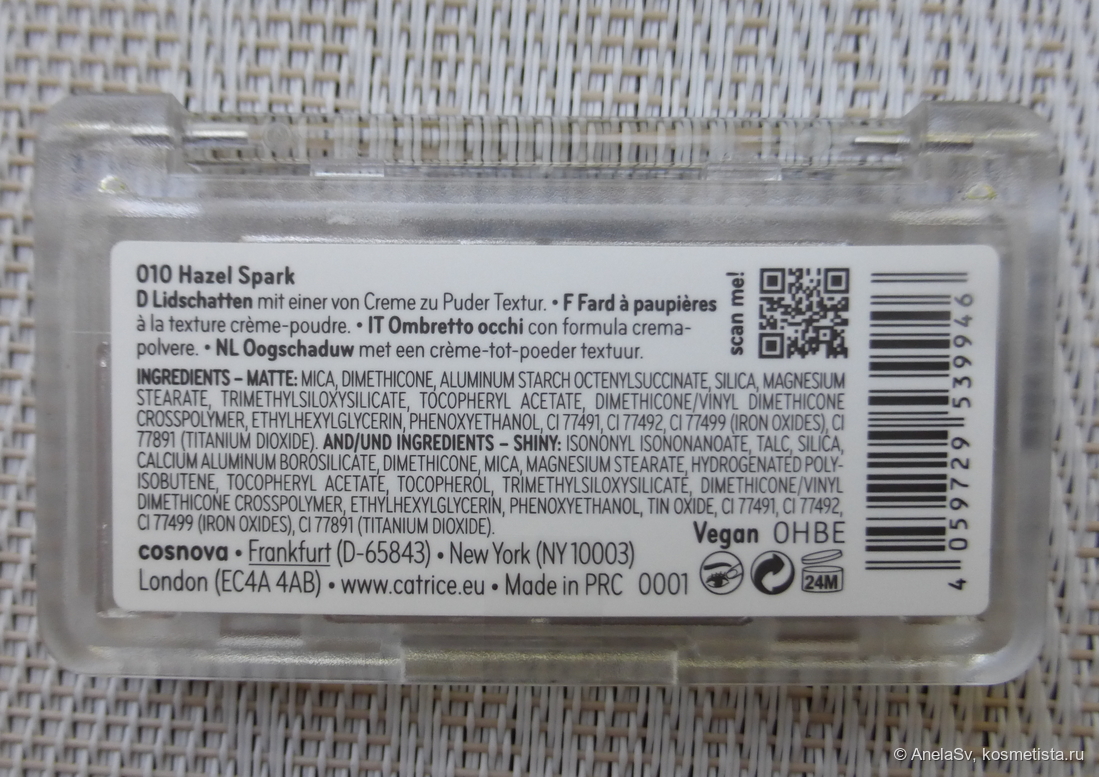 010 Hazel Spark
D Lidschatten mit einer von Creme zu Puder Textur. • F Fard à paupières
à la texture crème-poudre. • IT Ombretto occhi con formula crema-
polvere. • NL Oogschaduw met een crème-tot-poeder textuur.
scan me!
INGREDIENTS – MATTE: MICA, DIMETHICONE, ALUMINUM STARCH OCTENYLSUCCINATE, SILICA, MAGNESIUM
STEARATE, TRIMETHYLSILOXYSILICATE, TOCOPHERYL ACETATE, DIMETHICONE/VINYL DIMETHICONE
CROSSPOLYMER, ETHYLHEXYLGLYCERIN, PHENOXYETHANOL, CI 77491, CI 77492, CI 77499 (IRON OXIDES), CI
77891 (TITANIUM DIOXIDE). AND/UND INGREDIENTS – SHINY: ISONONYL ISONONANOATE, TALC, SILICA,
CALCIUM ALUMINUM BOROSILICATE, DIMETHICONE, MICA, MAGNESIUM STEARATE, HYDROGENATED POLY-
ISOBUTENE, TOCOPHERYL ACETATE, TOCOPHEROL, TRIMETHYLSILOXYSILICATE, DIMETHICONE/VINYL
DIMETHICONE CROSSPOLYMER, ETHYLHEXYLGLYCERIN, PHENOXYETHANOL, TIN OXIDE, CI 77491, CI 77492,
CI 77499 (IRON OXIDES), CI 77891 (TITANIUM DIOXIDE).
Vegan OHBE
cosnova • Frankfurt (D-65843) • New York (NY 10003)
London (EC4A 4AB) • www.catrice.eu • Made in PRC 0001
24M
4 059729 539946
© AnelaSv, kosmetista.ru